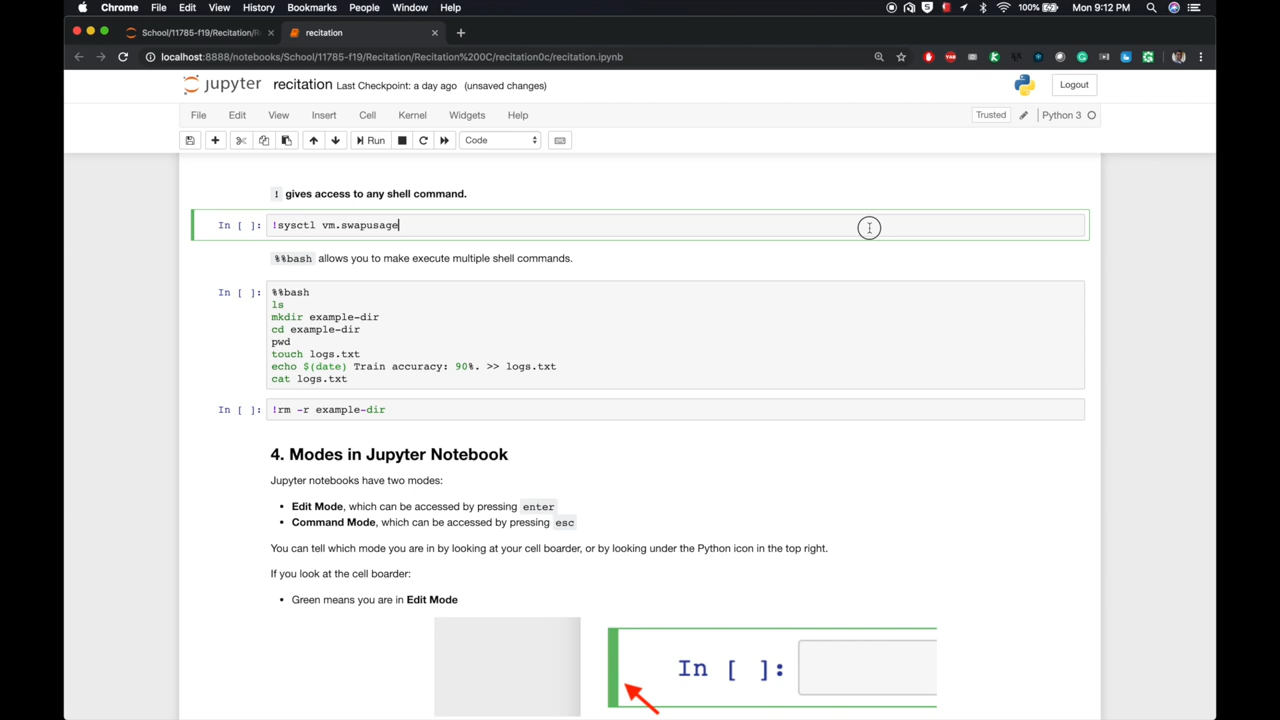 Chrome File Edit View History Bookmarks People Window Help 100% Mon 9:12 PM
School/11785-f19/Recitation/R recitation
localhost:8888/notebooks/School/11785-f19/Recitation/Recitation%200C/recitation0c/recitation.ipynb
jupyter recitation Last Checkpoint: a day ago (unsaved changes) Logout
File Edit View Insert Cell Kernel Widgets Help Trusted Python 3
Run Code
! gives access to any shell command.
In [ ]: !sysctl vm.swapusage
%%bash allows you to make execute multiple shell commands.
In [ ]: %%bash
ls
mkdir example-dir
cd example-dir
pwd
touch logs.txt
echo $(date) Train accuracy: 90%. >> logs.txt
cat logs.txt
In [ ]: !rm -r example-dir
4. Modes in Jupyter Notebook
Jupyter notebooks have two modes:
• Edit Mode, which can be accessed by pressing enter
• Command Mode, which can be accessed by pressing esc
You can tell which mode you are in by looking at your cell boarder, or by looking under the Python icon in the top right.
If you look at the cell boarder:
• Green means you are in Edit Mode
In [ ]: